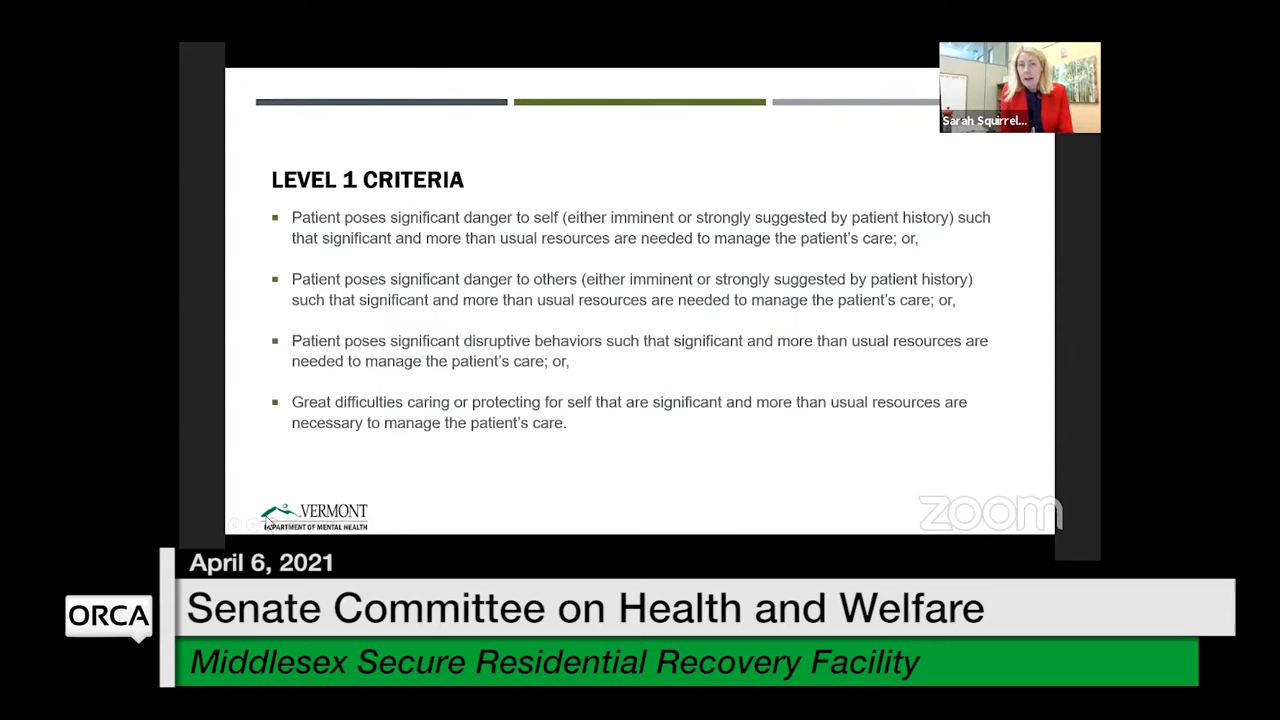 Sarah Squirrel...
LEVEL 1 CRITERIA
Patient poses significant danger to self (either imminent or strongly suggested by patient history) such
that significant and more than usual resources are needed to manage the patient's care; or,
Patient poses significant danger to others (either imminent or strongly suggested by patient history)
such that significant and more than usual resources are needed to manage the patient's care; or,
Patient poses significant disruptive behaviors such that significant and more than usual resources are
needed to manage the patient's care; or,
Great difficulties caring or protecting for self that are significant and more than usual resources are
necessary to manage the patient's care.
VERMONT
DEPARTMENT OF MENTAL HEALTH
zoom
April 6, 2021
ORCA
Senate Committee on Health and Welfare
Middlesex Secure Residential Recovery Facility